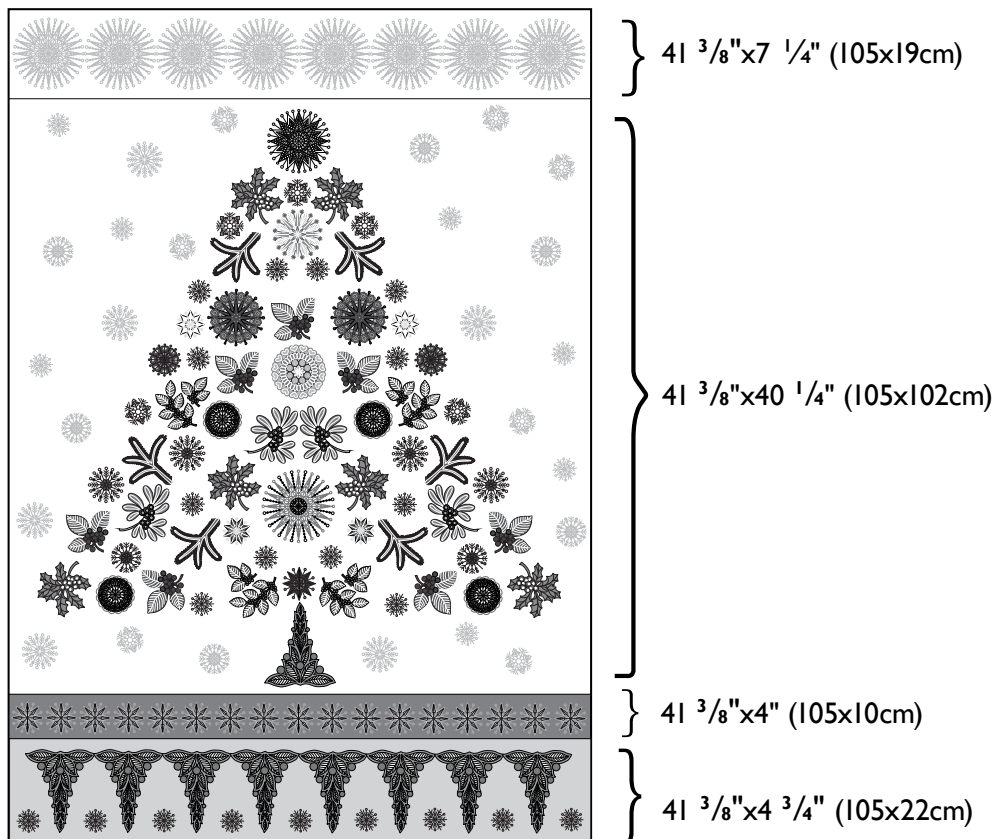 41 ³/₈"x7 ¼" (105x19cm)
41 ³/₈"x40 ¼" (105x102cm)
41 ³/₈"x4" (105x10cm)
41 ³/₈"x4 ¾" (105x22cm)